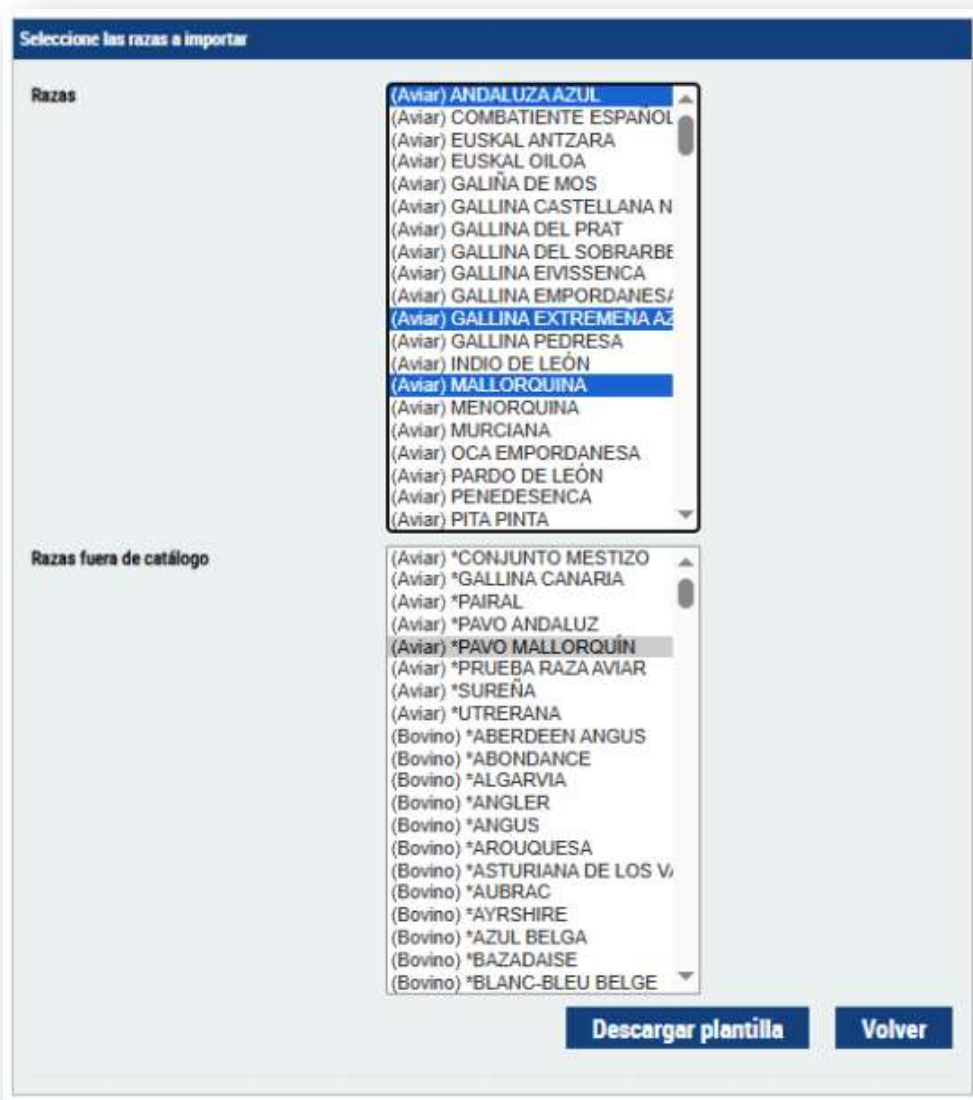 Seleccione las razas a importar
Razas
(Aviar) ANDALUZA AZUL
(Aviar) COMBATIENTE ESPAÑOL
(Aviar) EUSKAL ANTZARA
(Aviar) EUSKAL OILOA
(Aviar) GALIÑA DE MOS
(Aviar) GALLINA CASTELLANA N
(Aviar) GALLINA DEL PRAT
(Aviar) GALLINA DEL SOBRARBE
(Aviar) GALLINA EIVISSENCA
(Aviar) GALLINA EMPORDANESA
(Aviar) GALLINA EXTREMEÑA AZ
(Aviar) GALLINA PEDRESA
(Aviar) INDIO DE LEÓN
(Aviar) MALLORQUINA
(Aviar) MENORQUINA
(Aviar) MURCIANA
(Aviar) OCA EMPORDANESA
(Aviar) PARDO DE LEÓN
(Aviar) PENEDESENCA
(Aviar) PITA PINTA
Razas fuera de catálogo
(Aviar) *CONJUNTO MESTIZO
(Aviar) *GALLINA CANARIA
(Aviar) *PAIRAL
(Aviar) *PAVO ANDALUZ
(Aviar) *PAVO MALLORQUÍN
(Aviar) *PRUEBA RAZA AVIAR
(Aviar) *SUREÑA
(Aviar) *UTRERANA
(Bovino) *ABERDEEN ANGUS
(Bovino) *ABONDANCE
(Bovino) *ALGARVIA
(Bovino) *ANGLER
(Bovino) *ANGUS
(Bovino) *AROUQUESA
(Bovino) *ASTURIANA DE LOS VA
(Bovino) *AUBRAC
(Bovino) *AYRSHIRE
(Bovino) *AZUL BELGA
(Bovino) *BAZADAISE
(Bovino) *BLANC-BLEU BELGE
Descargar plantilla
Volver